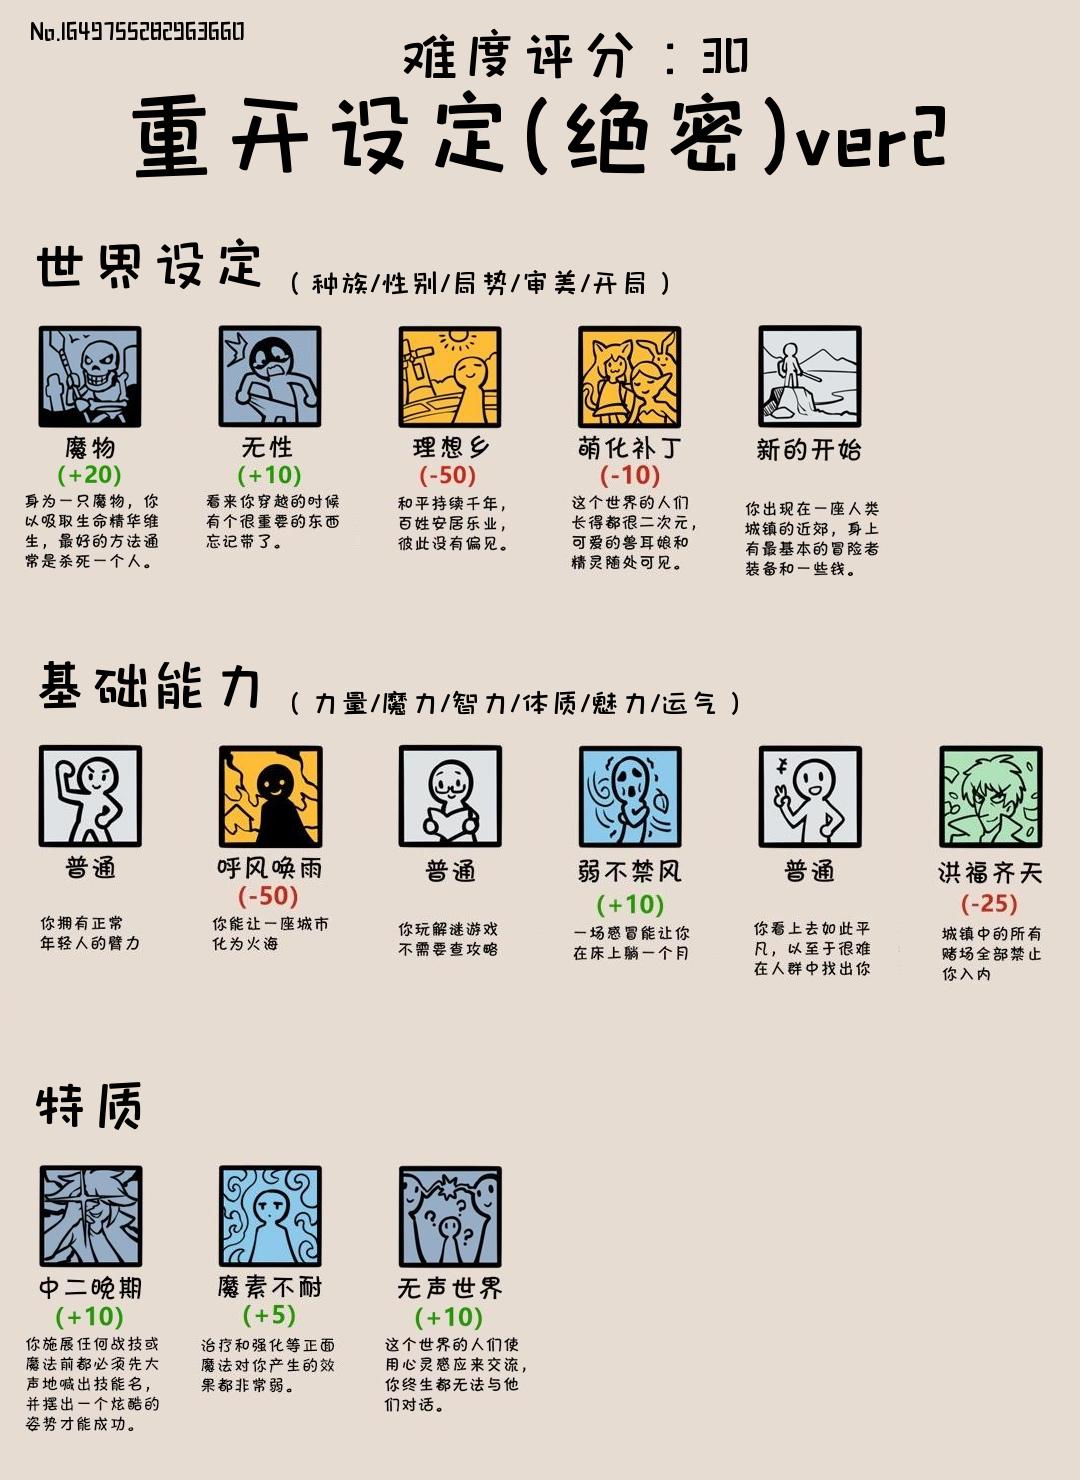 No.1649755282963660
难度评分：30
重开设定(绝密)ver2
世界设定（种族/性别/局势/审美/开局）
魔物 无性 理想乡 萌化补丁 新的开始
(+20) (+10) (-50) (-10)
身为一只魔物，你
以吸取生命精华维
生，最好的方法通
常是杀死一个人。
看来你穿越的时候
有个很重要的东西
忘记带了。
和平持续千年，
百姓安居乐业，
彼此没有偏见。
这个世界的人们
长得都很二次元，
可爱的兽耳娘和
精灵随处可见。
你出现在一座人类
城镇的近郊，身上
有最基本的冒险者
装备和一些钱。
基础能力（力量/魔力/智力/体质/魅力/运气）
普通 呼风唤雨 普通 弱不禁风 普通 洪福齐天
(-50) (+10) (-25)
你拥有正常
年轻人的臂力
你能让一座城市
化为火海
你玩解谜游戏
不需要查攻略
一场感冒能让你
在床上躺一个月
你看上去如此平
凡，以至于很难
在人群中找出你
城镇中的所有
赌场全部禁止
你入内
特质
中二晚期 魔素不耐 无声世界
(+10) (+5) (+10)
你施展任何战技或
魔法前都必须先大
声地喊出技能名，
并摆出一个炫酷的
姿势才能成功。
治疗和强化等正面
魔法对你产生的效
果都非常弱。
这个世界的人们使
用心灵感应来交流，
你终生都无法与他
们对话。